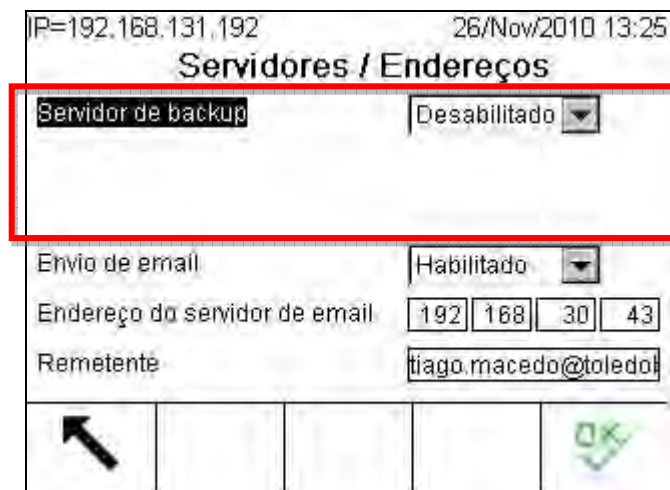 IP=192.168.131.192 26/Nov/2010 13:25
Servidores / Endereços
Servidor de backup Desabilitado
Envio de email Habilitado
Endereço do servidor de email 192 168 30 43
Remetente tiago.macedo@toledol
OK